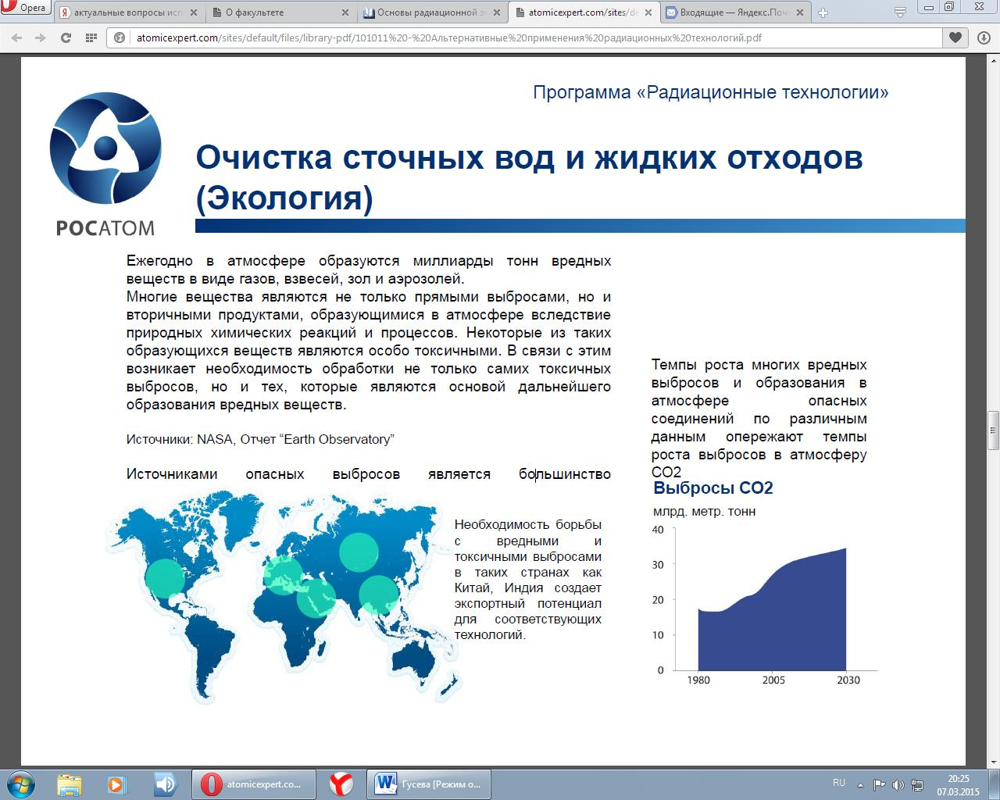 Opera
актуальные вопросы исп
О факультете
Основы радиационной э
atomicexpert.com/sites/de
Входящие — Яндекс.Поч
atomicexpert.com/sites/default/files/library-pdf/101011%20-%20Альтернативные%20применения%20радиационных%20технологий.pdf
Программа «Радиационные технологии»
РОСАТОМ
Очистка сточных вод и жидких отходов
(Экология)
Ежегодно в атмосфере образуются миллиарды тонн вредных
веществ в виде газов, взвесей, зол и аэрозолей.
Многие вещества являются не только прямыми выбросами, но и
вторичными продуктами, образующимися в атмосфере вследствие
природных химических реакций и процессов. Некоторые из таких
образующихся веществ являются особо токсичными. В связи с этим
возникает необходимость обработки не только самих токсичных
выбросов, но и тех, которые являются основой дальнейшего
образования вредных веществ.
Источники: NASA, Отчет “Earth Observatory”
Источниками опасных выбросов является большинство
Необходимость борьбы
с вредными и
токсичными выбросами
в таких странах как
Китай, Индия создает
экспортный потенциал
для соответствующих
технологий.
Темпы роста многих вредных
выбросов и образования в
атмосфере опасных
соединений по различным
данным опережают темпы
роста выбросов в атмосферу
СО2
Выбросы СО2
млрд. метр. тонн
40
30
20
10
0
1980 2005 2030
atomicexpert.co...
Гусева [Режим о...
RU
20:25
07.03.2015